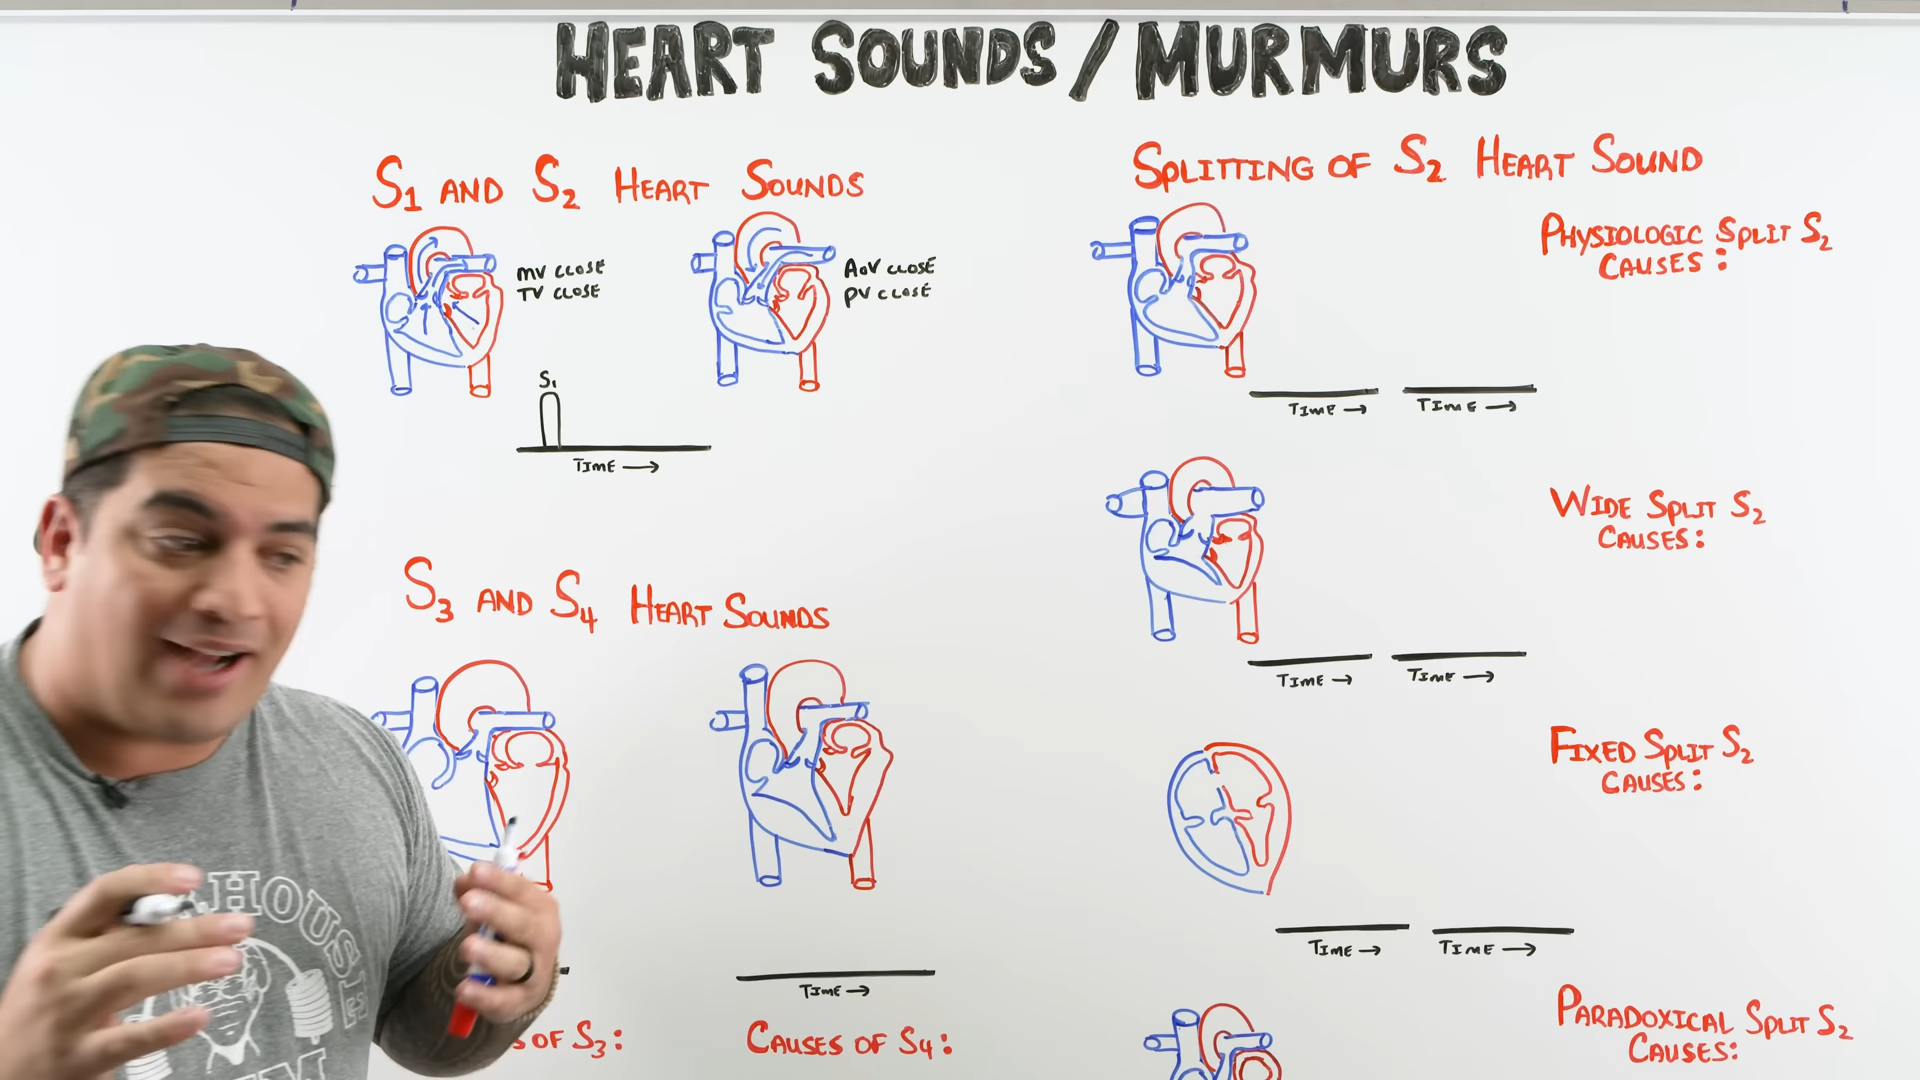 HEART SOUNDS / MURMURS
S1 AND S2 HEART SOUNDS
MV CLOSE
TV CLOSE
AoV CLOSE
PV CLOSE
S1
TIME →
S3 AND S4 HEART SOUNDS
S OF S3:
TIME →
CAUSES OF S4:
SPLITTING OF S2 HEART SOUND
PHYSIOLOGIC SPLIT S2
CAUSES:
TIME → TIME →
WIDE SPLIT S2
CAUSES:
TIME → TIME →
FIXED SPLIT S2
CAUSES:
TIME → TIME →
PARADOXICAL SPLIT S2
CAUSES: